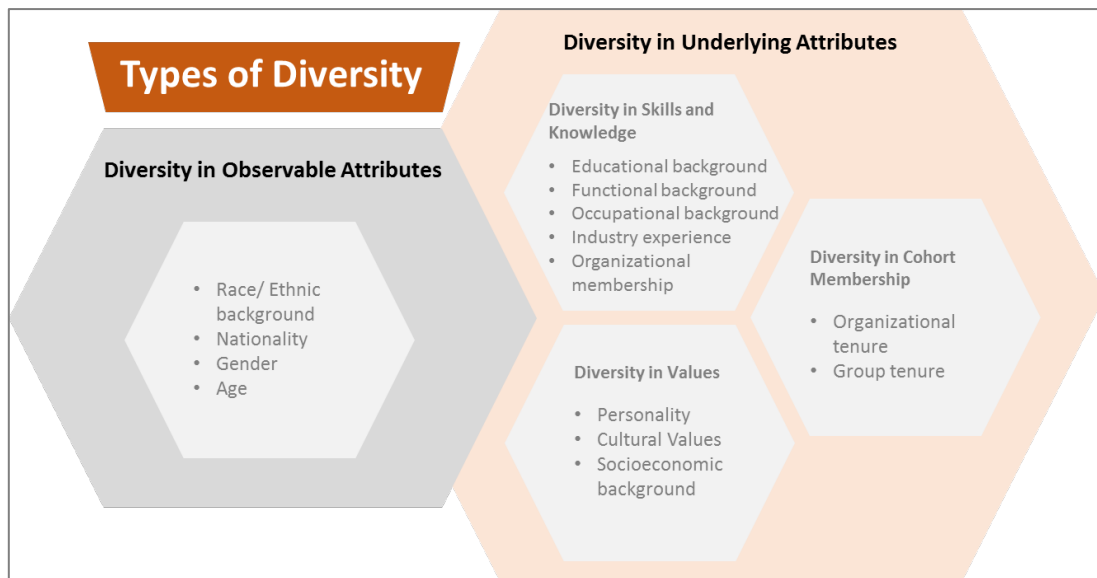 Types of Diversity
Diversity in Observable Attributes
• Race/ Ethnic
background
• Nationality
• Gender
• Age
Diversity in Underlying Attributes
Diversity in Skills and
Knowledge
• Educational background
• Functional background
• Occupational background
• Industry experience
• Organizational
membership
Diversity in Values
• Personality
• Cultural Values
• Socioeconomic
background
Diversity in Cohort
Membership
• Organizational
tenure
• Group tenure